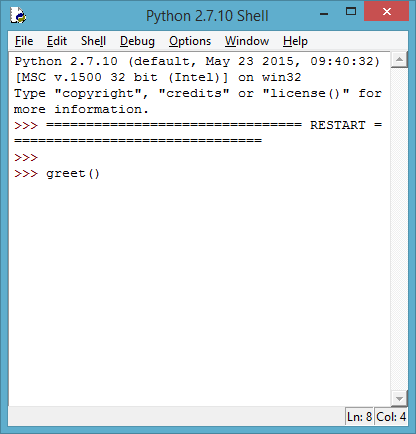 Python 2.7.10 Shell
File Edit Shell Debug Options Window Help
Python 2.7.10 (default, May 23 2015, 09:40:32)
[MSC v.1500 32 bit (Intel)] on win32
Type "copyright", "credits" or "license()" for
more information.
>>> ================================ RESTART =
===============================
>>>
>>> greet()
Ln: 8 Col: 4